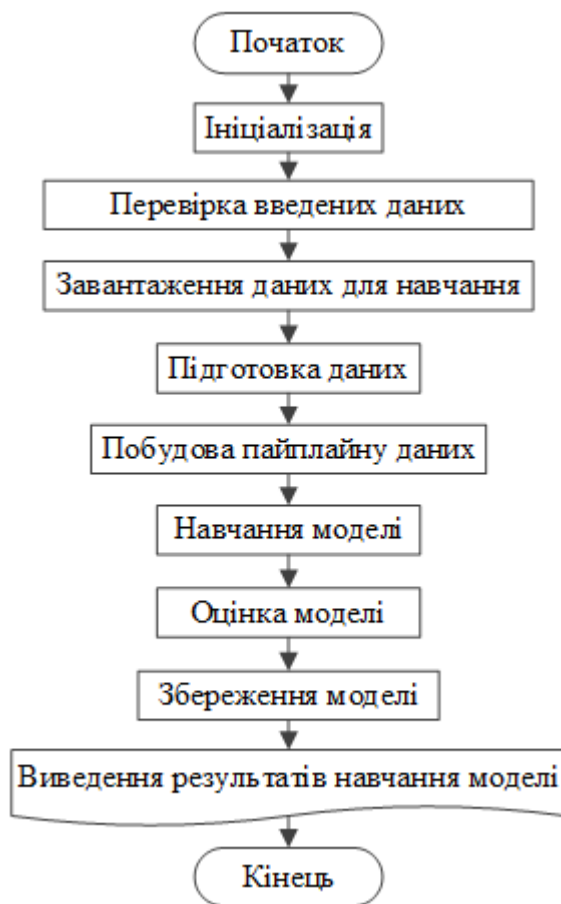 Початок
Ініціалізація
Перевірка введених даних
Завантаження даних для навчання
Підготовка даних
Побудова пайплайну даних
Навчання моделі
Оцінка моделі
Збереження моделі
Виведення результатів навчання моделі
Кінець